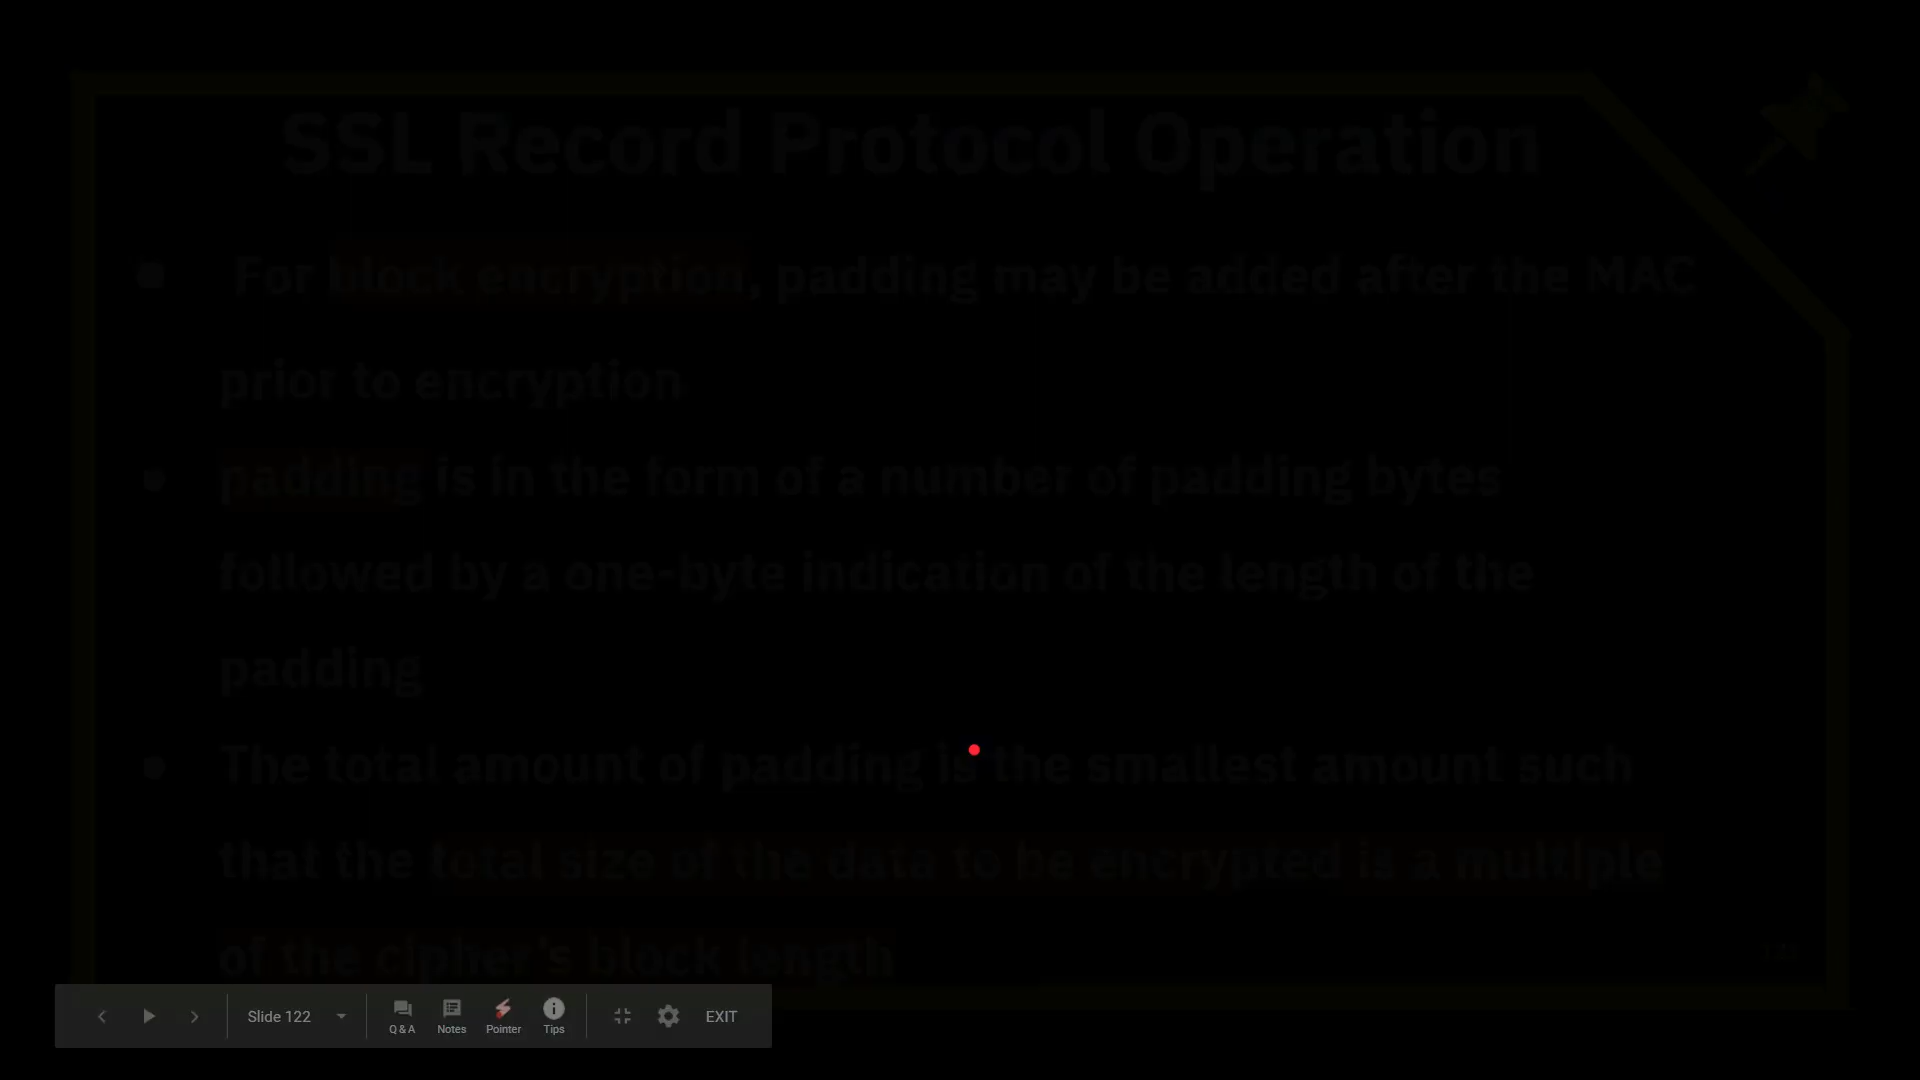 SSL Record Protocol Operation
● For block encryption, padding may be added after the MAC
prior to encryption
● padding is in the form of a number of padding bytes
followed by a one-byte indication of the length of the
padding
● The total amount of padding is the smallest amount such
that the total size of the data to be encrypted is a multiple
of the cipher's block length
Slide 122
Q & A Notes Pointer Tips EXIT